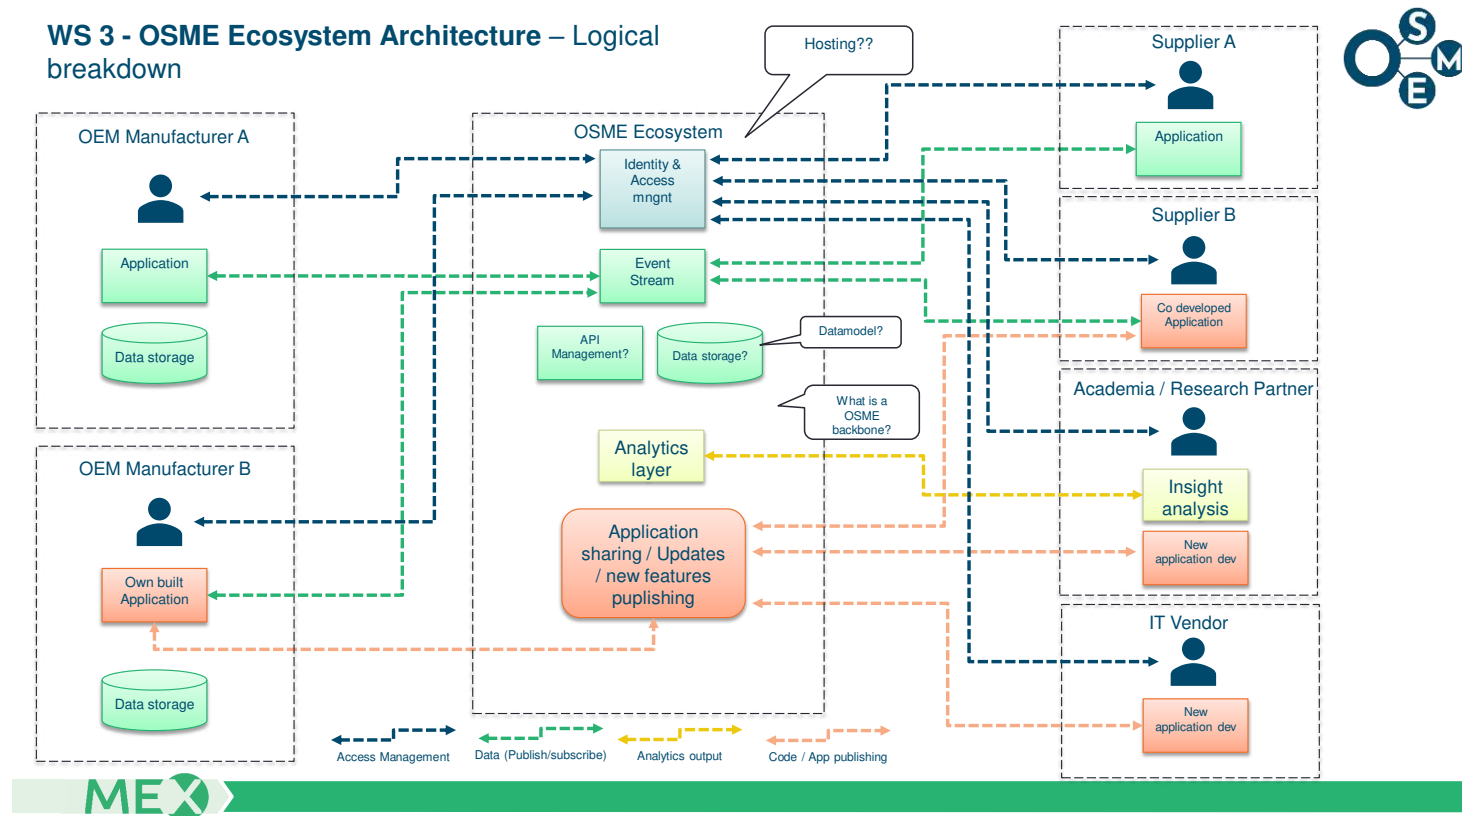 WS 3 - OSME Ecosystem Architecture – Logical
breakdown
Hosting??
S
O
M
E
OEM Manufacturer A
Application
Data storage
OEM Manufacturer B
Own built
Application
Data storage
OSME Ecosystem
Identity &
Access
mngnt
Event
Stream
API
Management?
Data storage?
Datamodel?
What is a
OSME
backbone?
Analytics
layer
Application
sharing / Updates
/ new features
puplishing
Supplier A
Application
Supplier B
Co developed
Application
Academia / Research Partner
Insight
analysis
New
application dev
IT Vendor
New
application dev
Access Management
Data (Publish/subscribe)
Analytics output
Code / App publishing
MEX